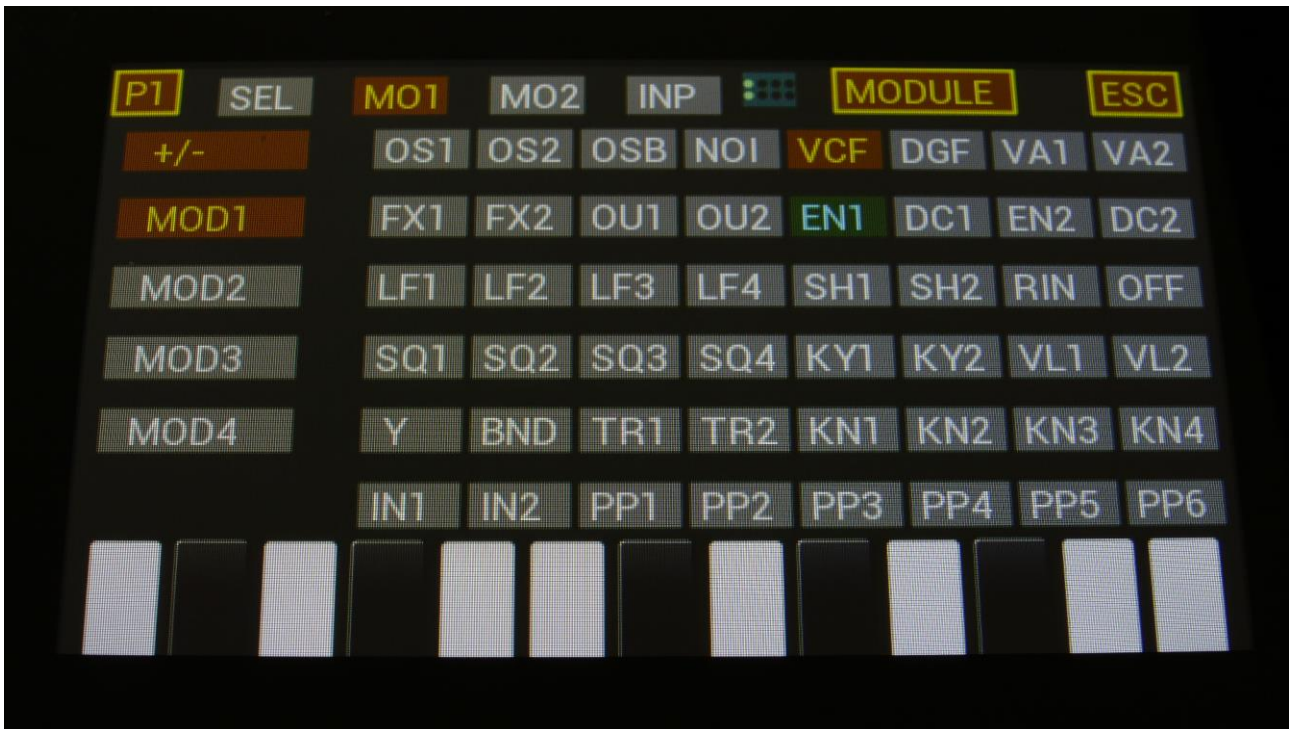 P1 SEL MO1 MO2 INP MODULE ESC
+/- OS1 OS2 OSB NOI VCF DGF VA1 VA2
MOD1 FX1 FX2 OU1 OU2 EN1 DC1 EN2 DC2
MOD2 LF1 LF2 LF3 LF4 SH1 SH2 RIN OFF
MOD3 SQ1 SQ2 SQ3 SQ4 KY1 KY2 VL1 VL2
MOD4 Y BND TR1 TR2 KN1 KN2 KN3 KN4
IN1 IN2 PP1 PP2 PP3 PP4 PP5 PP6